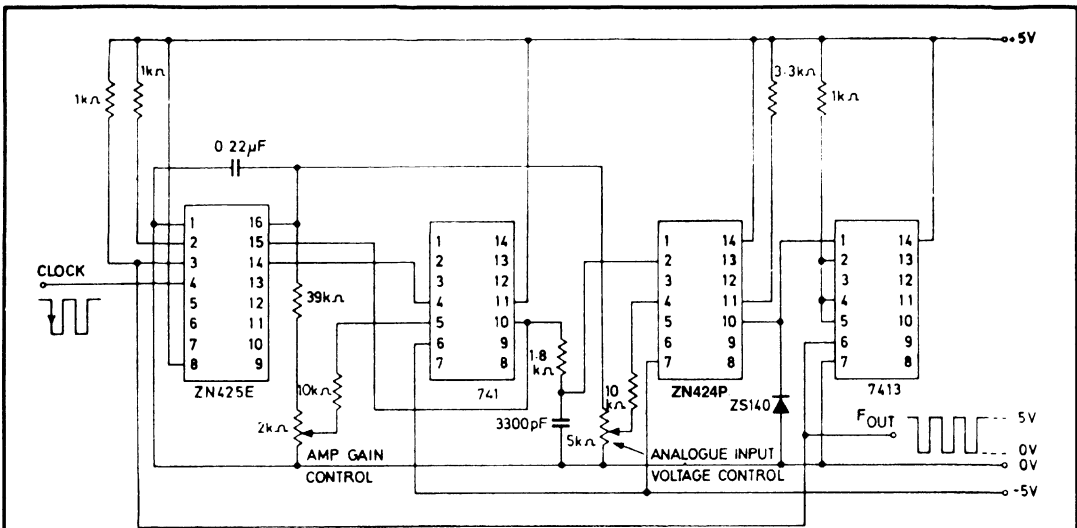 +5V
1kΩ
1kΩ
3·3kΩ
1kΩ
0·22μF
1 16
2 15
3 14
4 13
5 12
6 11
7 10
8 9
ZN425E
CLOCK
39kΩ
10kΩ
2kΩ
AMP GAIN
CONTROL
1 14
2 13
3 12
4 11
5 10
6 9
7 8
741
1.8
kΩ
3300pF
5kΩ
10
kΩ
ANALOGUE INPUT
VOLTAGE CONTROL
1 14
2 13
3 12
4 11
5 10
6 9
7 8
ZN424P
ZS140
1 14
2 13
3 12
4 11
5 10
6 9
7 8
7413
FOUT
5V
0V
0V
-5V